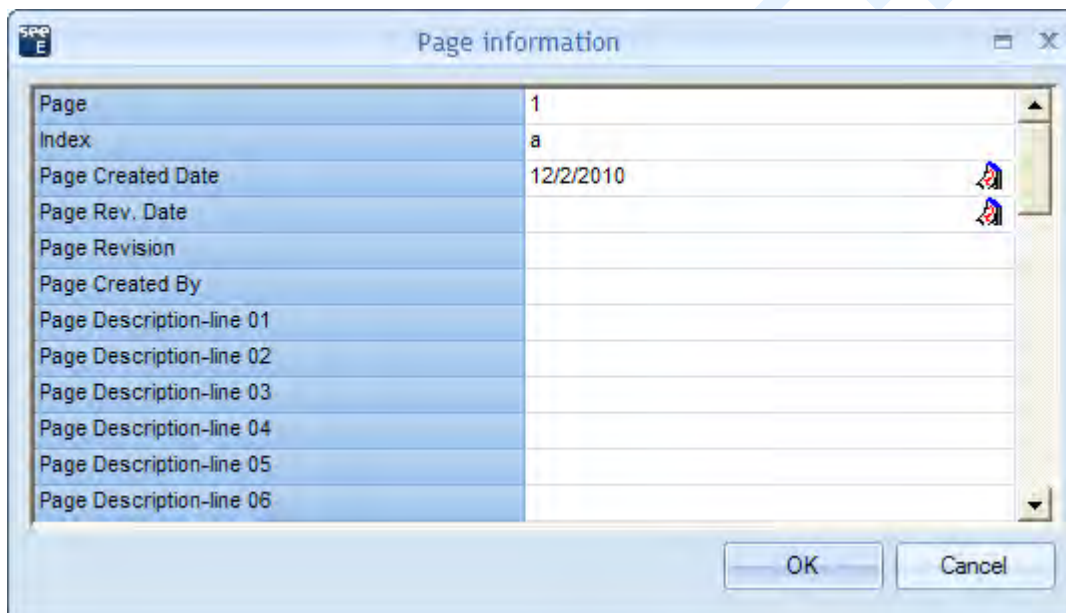 see
E
Page information
Page 1
Index a
Page Created Date 12/2/2010
Page Rev. Date
Page Revision
Page Created By
Page Description-line 01
Page Description-line 02
Page Description-line 03
Page Description-line 04
Page Description-line 05
Page Description-line 06
OK Cancel